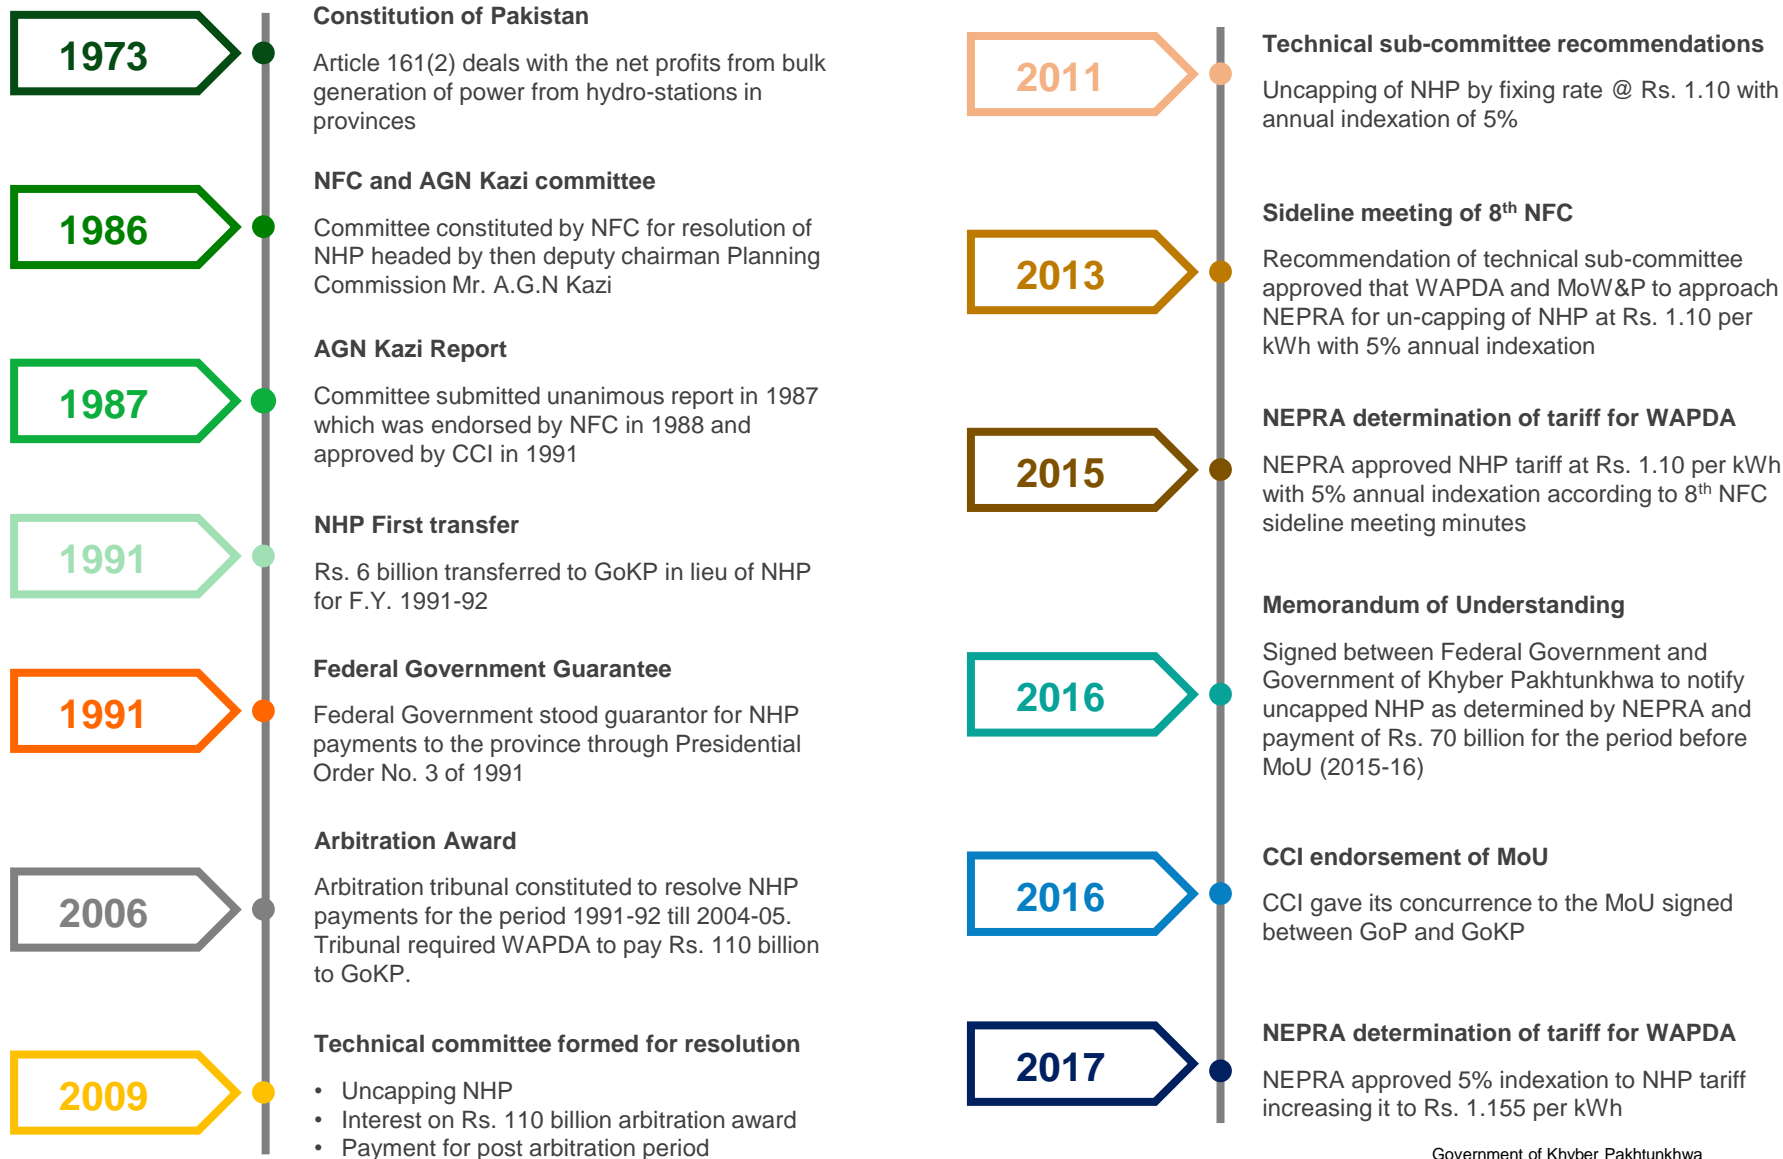 1973
Constitution of Pakistan
Article 161(2) deals with the net profits from bulk
generation of power from hydro-stations in
provinces
1986
NFC and AGN Kazi committee
Committee constituted by NFC for resolution of
NHP headed by then deputy chairman Planning
Commission Mr. A.G.N Kazi
1987
AGN Kazi Report
Committee submitted unanimous report in 1987
which was endorsed by NFC in 1988 and
approved by CCI in 1991
1991
NHP First transfer
Rs. 6 billion transferred to GoKP in lieu of NHP
for F.Y. 1991-92
1991
Federal Government Guarantee
Federal Government stood guarantor for NHP
payments to the province through Presidential
Order No. 3 of 1991
2006
Arbitration Award
Arbitration tribunal constituted to resolve NHP
payments for the period 1991-92 till 2004-05.
Tribunal required WAPDA to pay Rs. 110 billion
to GoKP.
2009
Technical committee formed for resolution
• Uncapping NHP
• Interest on Rs. 110 billion arbitration award
• Payment for post arbitration period
2011
Technical sub-committee recommendations
Uncapping of NHP by fixing rate @ Rs. 1.10 with
annual indexation of 5%
2013
Sideline meeting of 8th NFC
Recommendation of technical sub-committee
approved that WAPDA and MoW&P to approach
NEPRA for un-capping of NHP at Rs. 1.10 per
kWh with 5% annual indexation
2015
NEPRA determination of tariff for WAPDA
NEPRA approved NHP tariff at Rs. 1.10 per kWh
with 5% annual indexation according to 8th NFC
sideline meeting minutes
2016
Memorandum of Understanding
Signed between Federal Government and
Government of Khyber Pakhtunkhwa to notify
uncapped NHP as determined by NEPRA and
payment of Rs. 70 billion for the period before
MoU (2015-16)
2016
CCI endorsement of MoU
CCI gave its concurrence to the MoU signed
between GoP and GoKP
2017
NEPRA determination of tariff for WAPDA
NEPRA approved 5% indexation to NHP tariff
increasing it to Rs. 1.155 per kWh
Government of Khyber Pakhtunkhwa